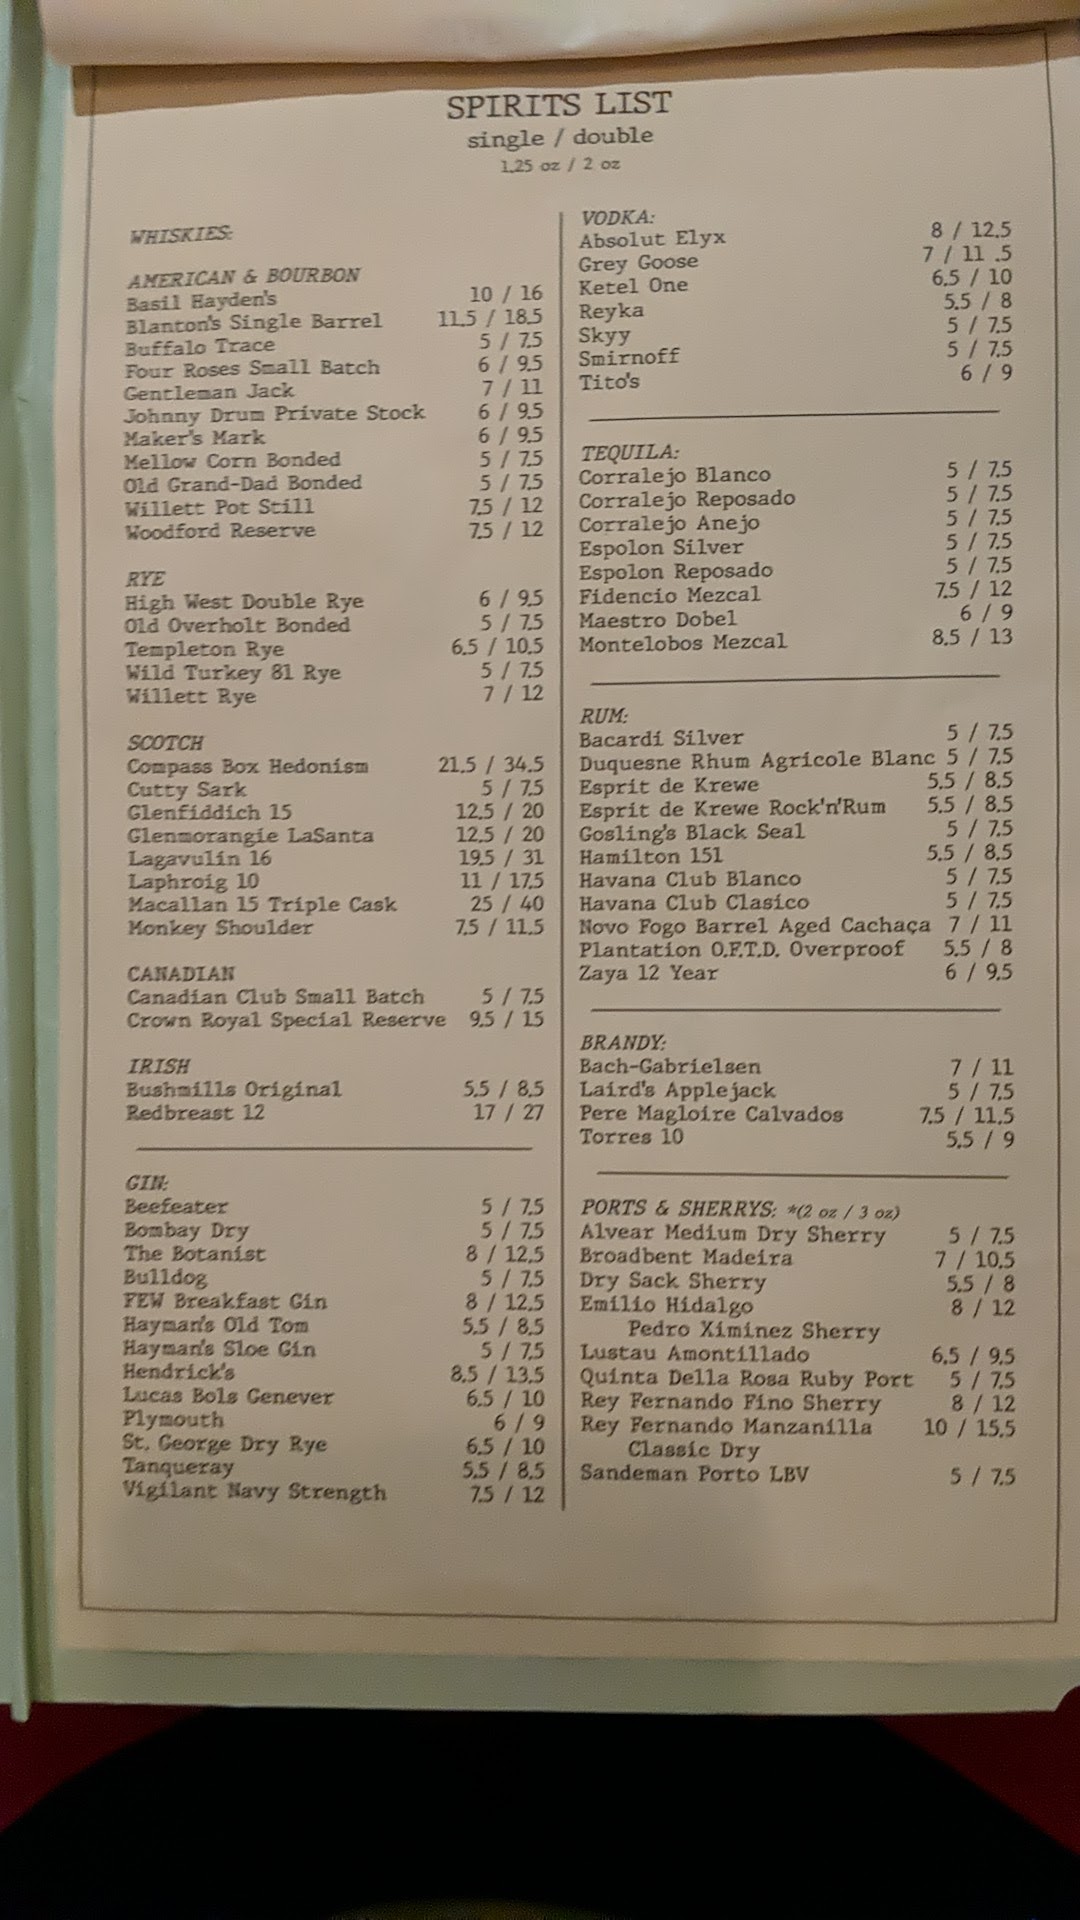 SPIRITS LIST
single / double
1.25 oz / 2 oz
WHISKIES:
AMERICAN & BOURBON
Basil Hayden's 10 / 16
Blanton's Single Barrel 11.5 / 18.5
Buffalo Trace 5 / 7.5
Four Roses Small Batch 6 / 9.5
Gentleman Jack 7 / 11
Johnny Drum Private Stock 6 / 9.5
Maker's Mark 6 / 9.5
Mellow Corn Bonded 5 / 7.5
Old Grand-Dad Bonded 5 / 7.5
Willett Pot Still 7.5 / 12
Woodford Reserve 7.5 / 12
RYE
High West Double Rye 6 / 9.5
Old Overholt Bonded 5 / 7.5
Templeton Rye 6.5 / 10.5
Wild Turkey 81 Rye 5 / 7.5
Willett Rye 7 / 12
SCOTCH
Compass Box Hedonism 21.5 / 34.5
Cutty Sark 5 / 7.5
Glenfiddich 15 12.5 / 20
Glenmorangie LaSanta 12.5 / 20
Lagavulin 16 19.5 / 31
Laphroig 10 11 / 17.5
Macallan 15 Triple Cask 25 / 40
Monkey Shoulder 7.5 / 11.5
CANADIAN
Canadian Club Small Batch 5 / 7.5
Crown Royal Special Reserve 9.5 / 15
IRISH
Bushmills Original 5.5 / 8.5
Redbreast 12 17 / 27
GIN:
Beefeater 5 / 7.5
Bombay Dry 5 / 7.5
The Botanist 8 / 12.5
Bulldog 5 / 7.5
FEW Breakfast Gin 8 / 12.5
Hayman's Old Tom 5.5 / 8.5
Hayman's Sloe Gin 5 / 7.5
Hendrick's 8.5 / 13.5
Lucas Bols Genever 6.5 / 10
Plymouth 6 / 9
St. George Dry Rye 6.5 / 10
Tanqueray 5.5 / 8.5
Vigilant Navy Strength 7.5 / 12
VODKA:
Absolut Elyx 8 / 12.5
Grey Goose 7 / 11 .5
Ketel One 6.5 / 10
Reyka 5.5 / 8
Skyy 5 / 7.5
Smirnoff 5 / 7.5
Tito's 6 / 9
TEQUILA:
Corralejo Blanco 5 / 7.5
Corralejo Reposado 5 / 7.5
Corralejo Anejo 5 / 7.5
Espolon Silver 5 / 7.5
Espolon Reposado 5 / 7.5
Fidencio Mezcal 7.5 / 12
Maestro Dobel 6 / 9
Montelobos Mezcal 8.5 / 13
RUM:
Bacardi Silver 5 / 7.5
Duquesne Rhum Agricole Blanc 5 / 7.5
Esprit de Krewe 5.5 / 8.5
Esprit de Krewe Rock'n'Rum 5.5 / 8.5
Gosling's Black Seal 5 / 7.5
Hamilton 151 5.5 / 8.5
Havana Club Blanco 5 / 7.5
Havana Club Clasico 5 / 7.5
Novo Fogo Barrel Aged Cachaça 7 / 11
Plantation O.F.T.D. Overproof 5.5 / 8
Zaya 12 Year 6 / 9.5
BRANDY:
Bach-Gabrielsen 7 / 11
Laird's Applejack 5 / 7.5
Pere Magloire Calvados 7.5 / 11.5
Torres 10 5.5 / 9
PORTS & SHERRYS: *(2 oz / 3 oz)
Alvear Medium Dry Sherry 5 / 7.5
Broadbent Madeira 7 / 10.5
Dry Sack Sherry 5.5 / 8
Emilio Hidalgo 8 / 12
Pedro Ximinez Sherry
Lustau Amontillado 6.5 / 9.5
Quinta Della Rosa Ruby Port 5 / 7.5
Rey Fernando Fino Sherry 8 / 12
Rey Fernando Manzanilla 10 / 15.5
Classic Dry
Sandeman Porto LBV 5 / 7.5